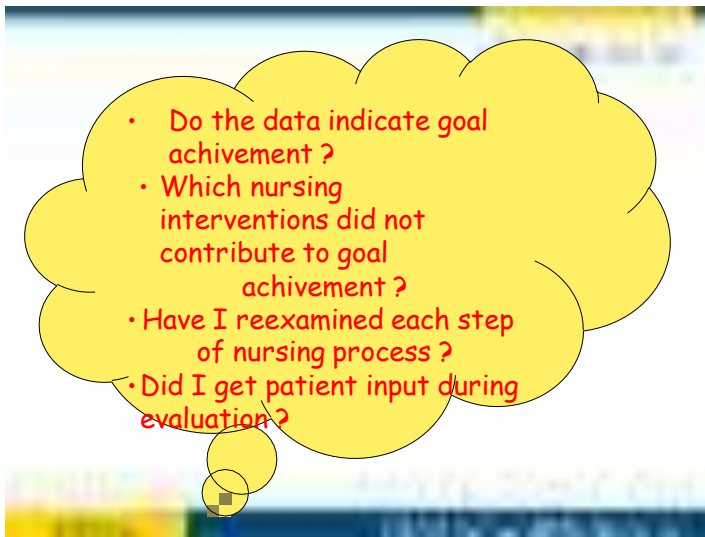 • Do the data indicate goal
achivement ?
• Which nursing
interventions did not
contribute to goal
achivement ?
• Have I reexamined each step
of nursing process ?
• Did I get patient input during
evaluation ?